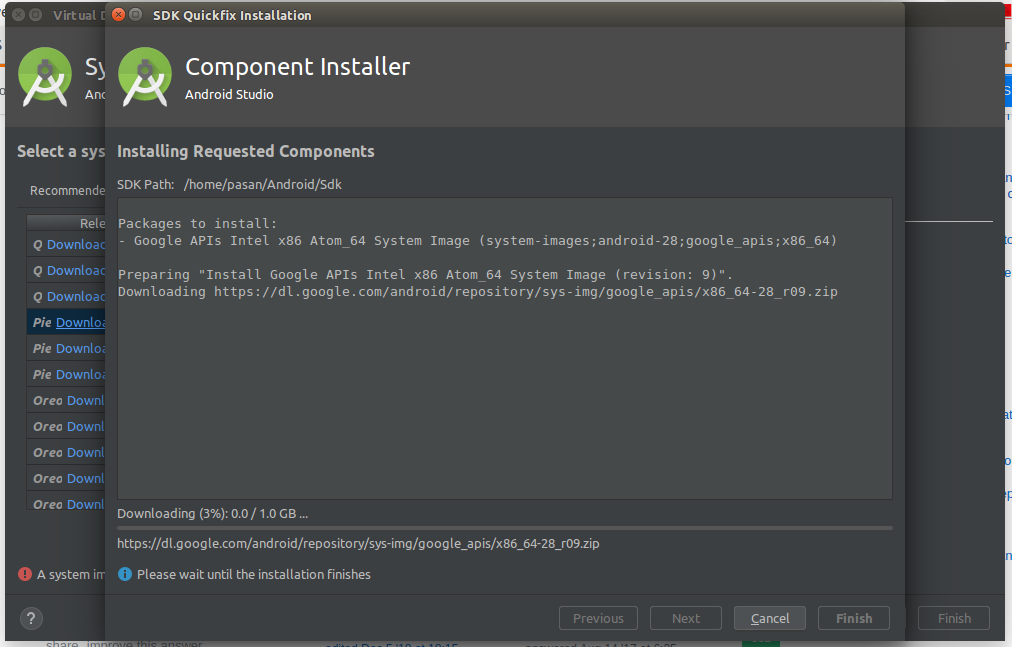 Virtual D
SDK Quickfix Installation
Sy
And
Component Installer
Android Studio
Select a sys
Installing Requested Components
SDK Path: /home/pasan/Android/Sdk
Recommende
Rele
Packages to install:
- Google APIs Intel x86 Atom_64 System Image (system-images;android-28;google_apis;x86_64)
Preparing "Install Google APIs Intel x86 Atom_64 System Image (revision: 9)".
Downloading https://dl.google.com/android/repository/sys-img/google_apis/x86_64-28_r09.zip
Q Downloac
Q Downloac
Q Downloac
Pie Downloa
Pie Downloa
Pie Downloa
Oreo Downl
Oreo Downl
Oreo Downl
Oreo Downl
Oreo Downl
Downloading (3%): 0.0 / 1.0 GB ...
https://dl.google.com/android/repository/sys-img/google_apis/x86_64-28_r09.zip
A system im
Please wait until the installation finishes
?
Previous Next Cancel Finish Finish
share improve this answer